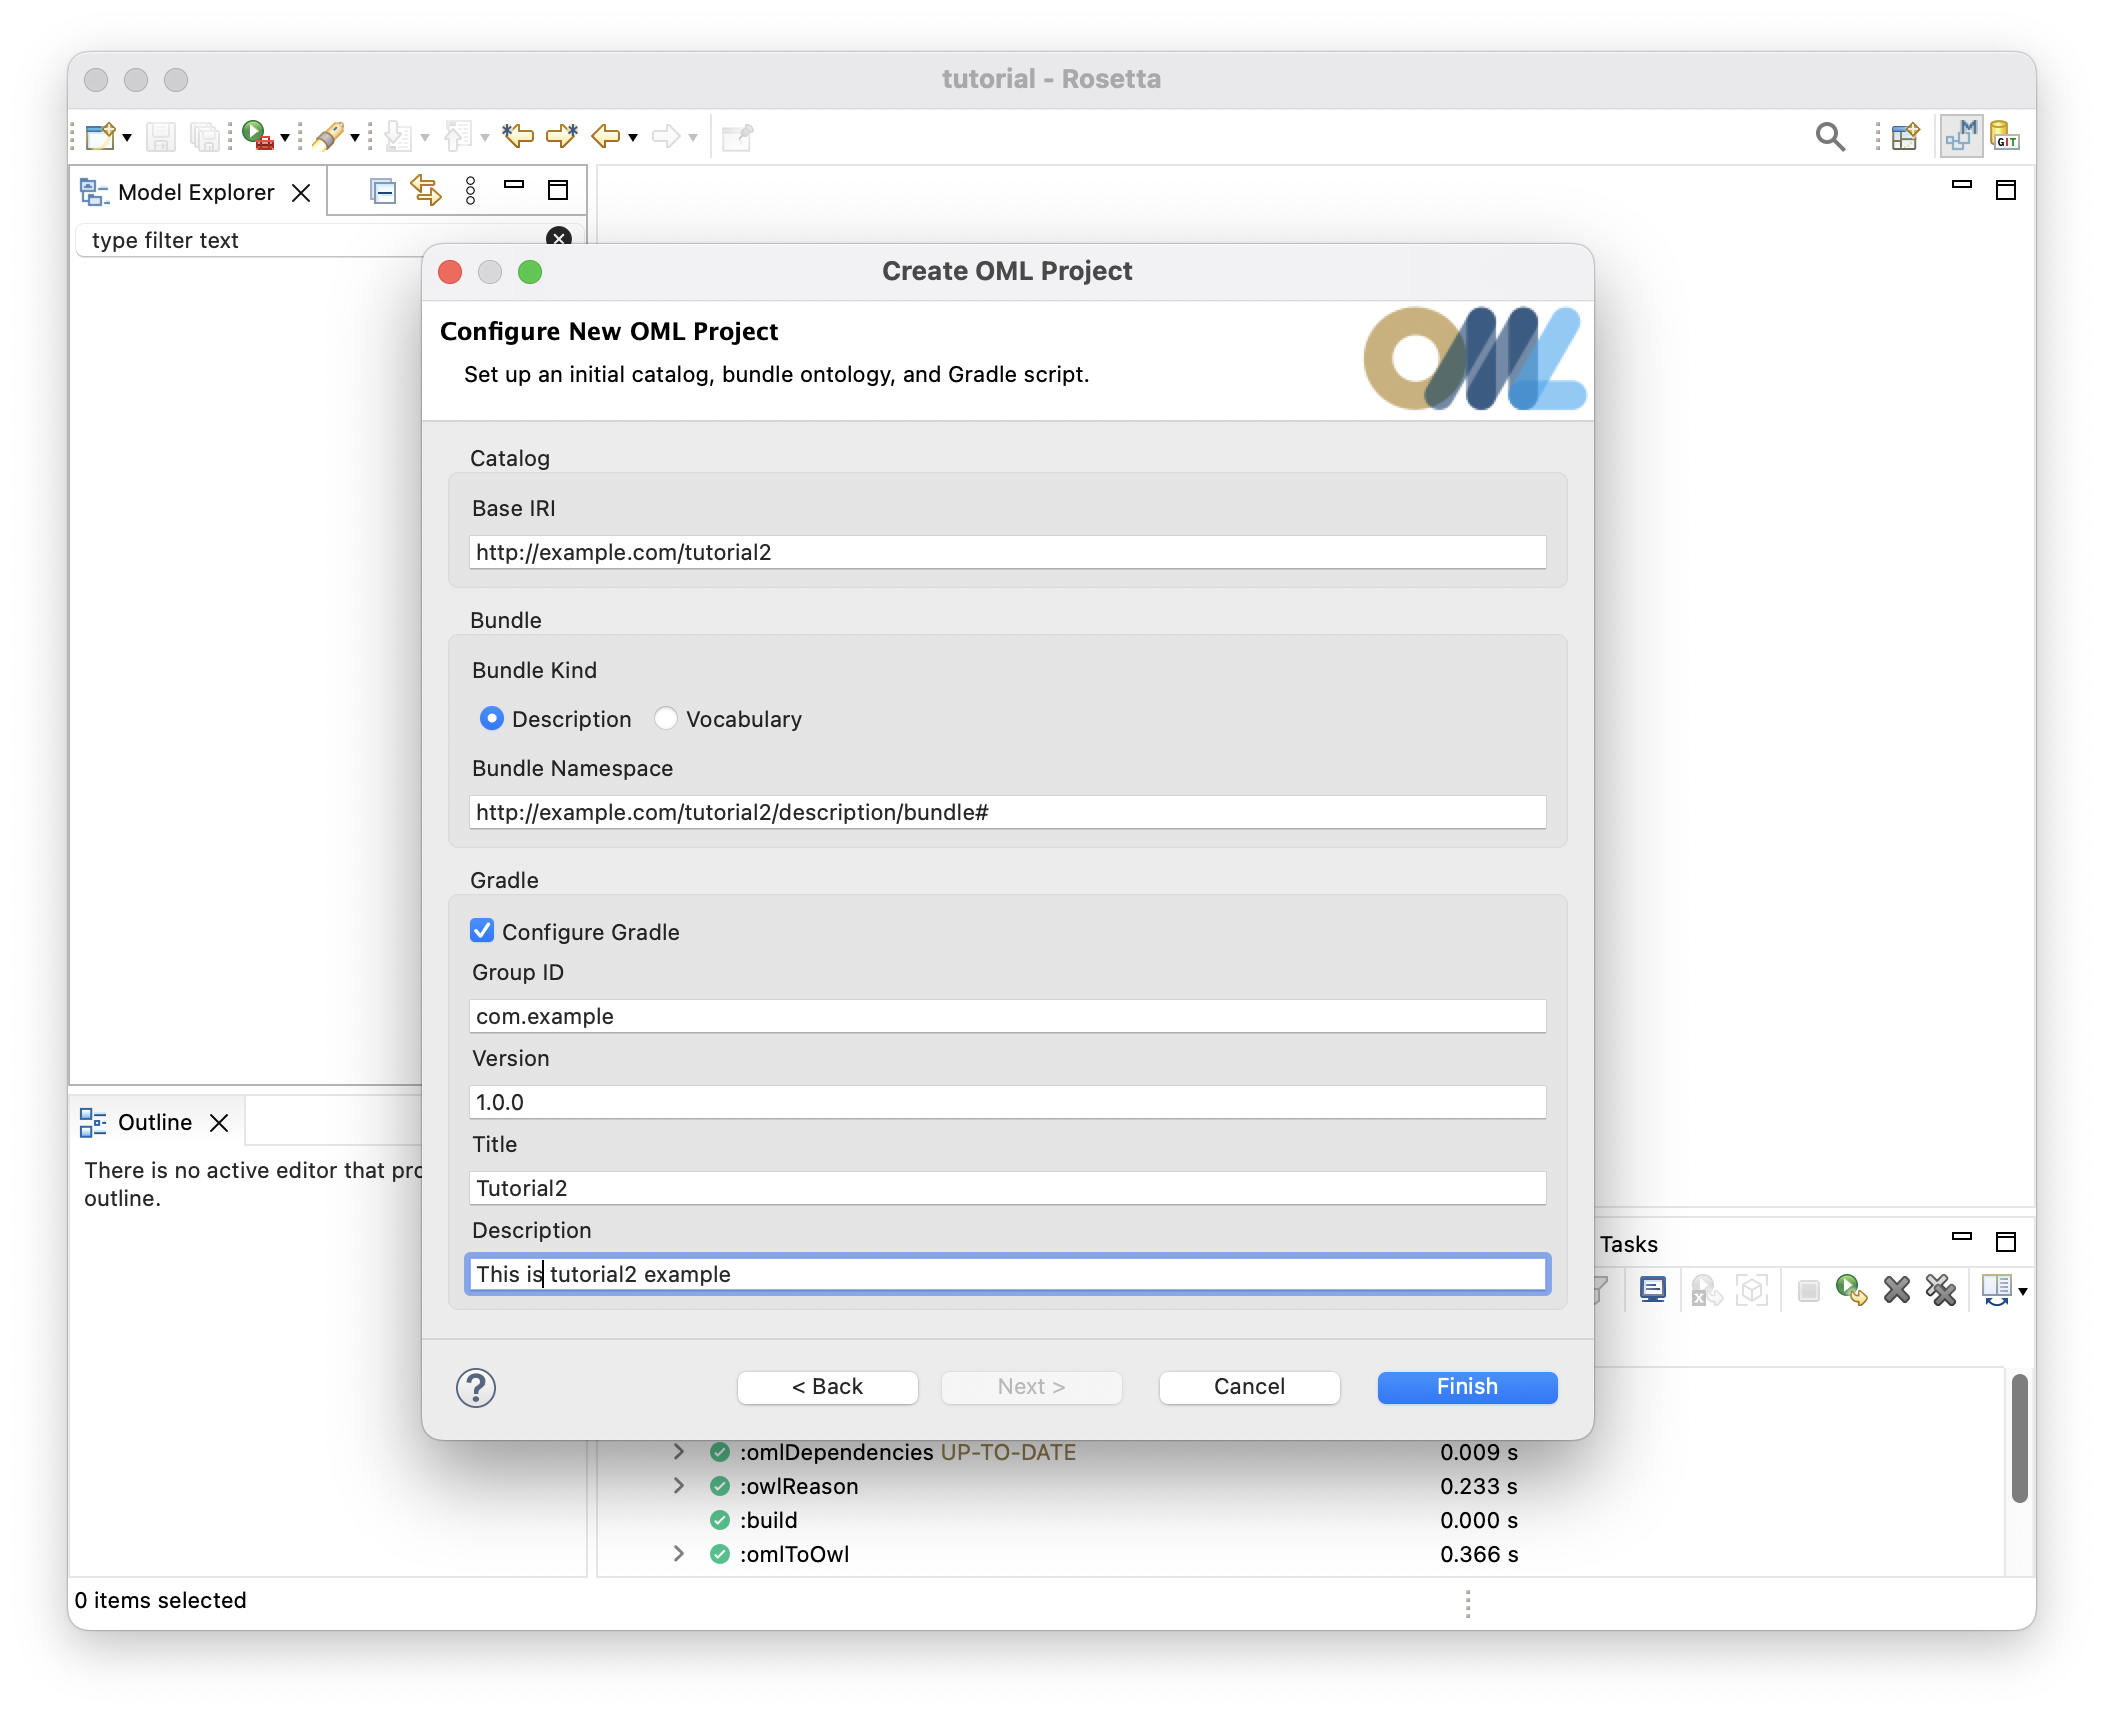 tutorial - Rosetta
M
GIT
Model Explorer
type filter text
Create OML Project
Configure New OML Project
Set up an initial catalog, bundle ontology, and Gradle script.
OML
Catalog
Base IRI
http://example.com/tutorial2
Bundle
Bundle Kind
Description Vocabulary
Bundle Namespace
http://example.com/tutorial2/description/bundle#
Gradle
Configure Gradle
Group ID
com.example
Version
1.0.0
Title
Tutorial2
Description
This is tutorial2 example
? < Back Next > Cancel Finish
Outline
There is no active editor that pro
outline.
Tasks
:omlDependencies UP-TO-DATE 0.009 s
:owlReason 0.233 s
:build 0.000 s
:omlToOwl 0.366 s
0 items selected